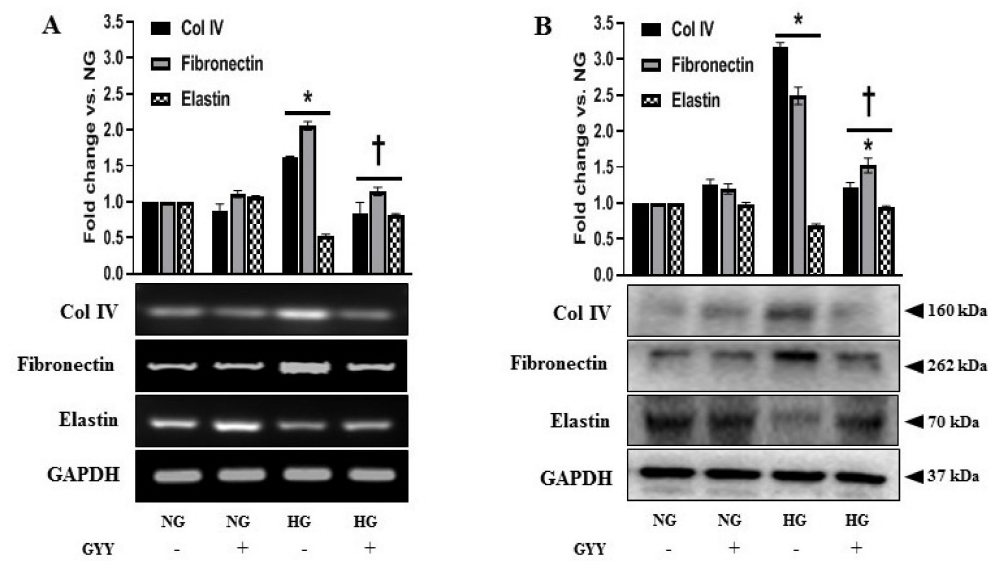 A
Fold change vs. NG
3.5
3.0
2.5
2.0
1.5
1.0
0.5
0.0
Col IV
Fibronectin
Elastin
*
†
Col IV
Fibronectin
Elastin
GAPDH
NG NG HG HG
GYY - + - +
B
Fold change vs. NG
3.5
3.0
2.5
2.0
1.5
1.0
0.5
0.0
Col IV
Fibronectin
Elastin
*
†
*
Col IV 160 kDa
Fibronectin 262 kDa
Elastin 70 kDa
GAPDH 37 kDa
NG NG HG HG
GYY - + - +